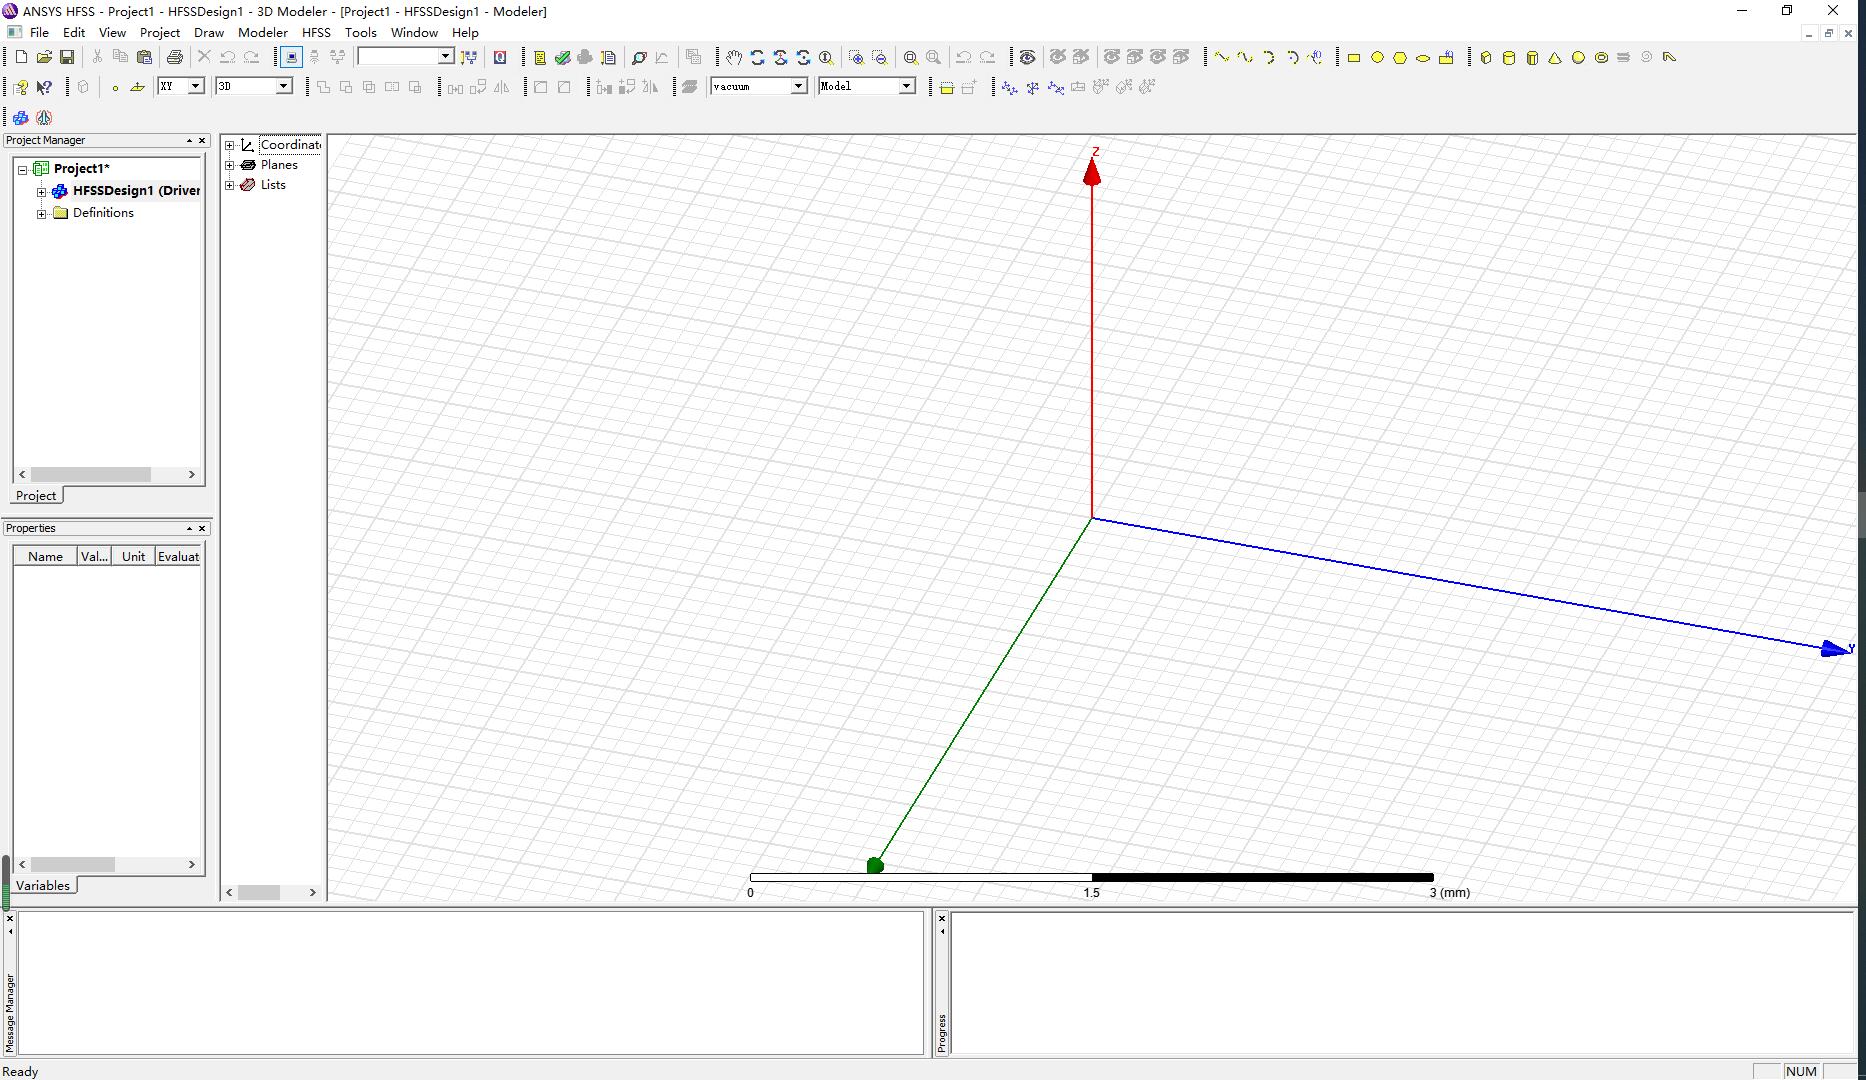 ANSYS HFSS - Project1 - HFSSDesign1 - 3D Modeler - [Project1 - HFSSDesign1 - Modeler]
File Edit View Project Draw Modeler HFSS Tools Window Help
XY 3D vacuum Model
Project Manager
Project1*
HFSSDesign1 (Driver
Definitions
Project
Properties
Name Val... Unit Evaluat
Variables
Coordinat
Planes
Lists
Z
Y
0 1.5 3 (mm)
Message Manager
Progress
Ready NUM